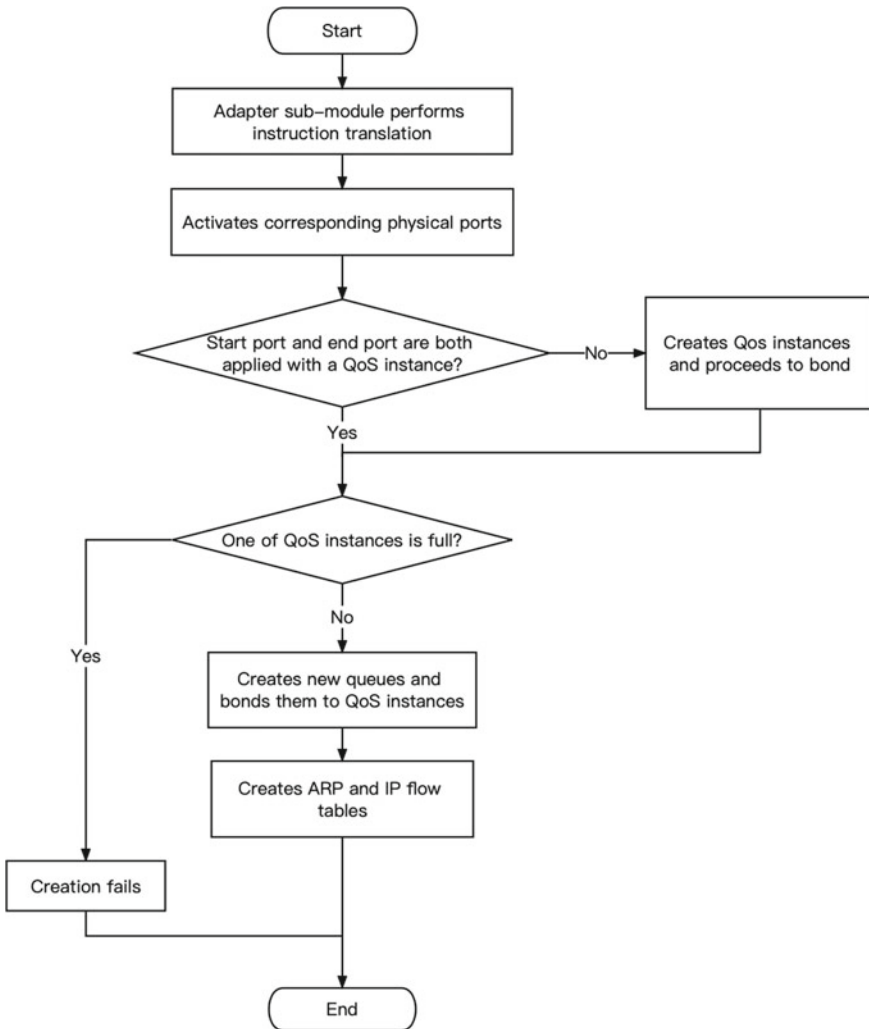 Start
Adapter sub-module performs
instruction translation
Activates corresponding physical ports
Start port and end port are both
applied with a QoS instance?
No
Creates Qos instances
and proceeds to bond
Yes
One of QoS instances is full?
No
Yes
Creates new queues and
bonds them to QoS instances
Creates ARP and IP flow
tables
Creation fails
End